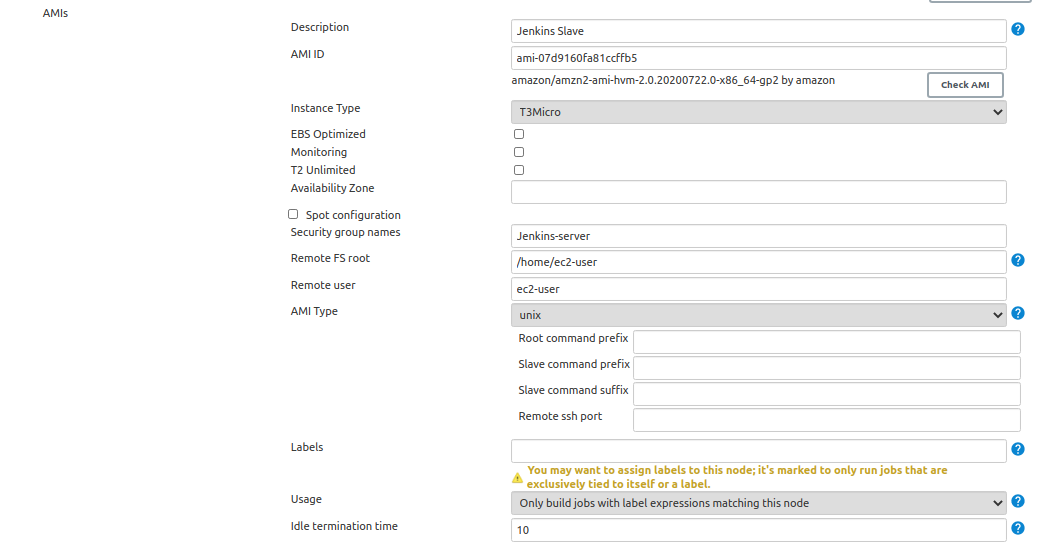 AMIs
Description
Jenkins Slave
AMI ID
ami-07d9160fa81ccffb5
amazon/amzn2-ami-hvm-2.0.20200722.0-x86_64-gp2 by amazon
Check AMI
Instance Type
T3Micro
EBS Optimized
Monitoring
T2 Unlimited
Availability Zone
Spot configuration
Security group names
Jenkins-server
Remote FS root
/home/ec2-user
Remote user
ec2-user
AMI Type
unix
Root command prefix
Slave command prefix
Slave command suffix
Remote ssh port
Labels
You may want to assign labels to this node; it's marked to only run jobs that are
exclusively tied to itself or a label.
Usage
Only build jobs with label expressions matching this node
Idle termination time
10